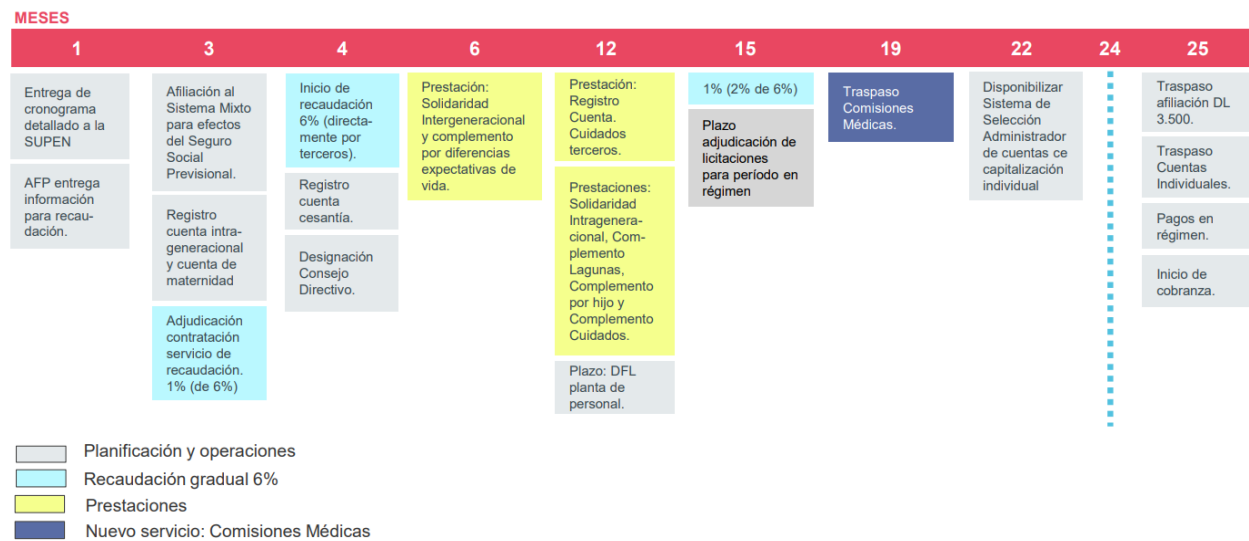 MESES
1
3
4
6
12
15
19
22
24
25
Entrega de
cronograma
detallado a la
SUPEN
AFP entrega
información
para recau-
dación.
Afiliación al
Sistema Mixto
para efectos
del Seguro
Social
Previsional.
Registro
cuenta intra-
generacional
y cuenta de
maternidad
Adjudicación
contratación
servicio de
recaudación.
1% (de 6%)
Inicio de
recaudación
6% (directa-
mente por
terceros).
Registro
cuenta
cesantía.
Designación
Consejo
Directivo.
Prestación:
Solidaridad
Intergeneracional
y complemento
por diferencias
expectativas de
vida.
Prestación:
Registro
Cuenta.
Cuidados
terceros.
Prestaciones:
Solidaridad
Intragenera-
cional, Com-
plemento
Lagunas,
Complemento
por hijo y
Complemento
Cuidados.
Plazo: DFL
planta de
personal.
1% (2% de 6%)
Plazo
adjudicación de
licitaciones
para período en
régimen
Traspaso
Comisiones
Médicas.
Disponibilizar
Sistema de
Selección
Administrador
de cuentas ce
capitalización
individual
Traspaso
afiliación DL
3.500.
Traspaso
Cuentas
Individuales.
Pagos en
régimen.
Inicio de
cobranza.
Planificación y operaciones
Recaudación gradual 6%
Prestaciones
Nuevo servicio: Comisiones Médicas